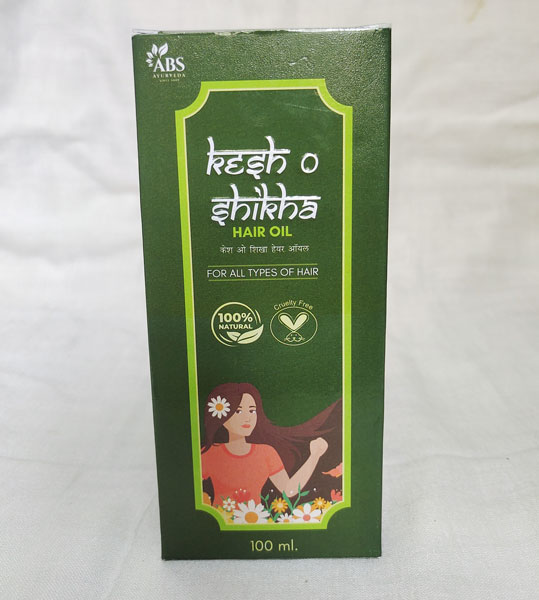 ABS
AYURVEDA
kesh o
shikha
HAIR OIL
केश ओ शिखा हेयर ऑयल
FOR ALL TYPES OF HAIR
100%
NATURAL
Cruelty Free
100 ml.